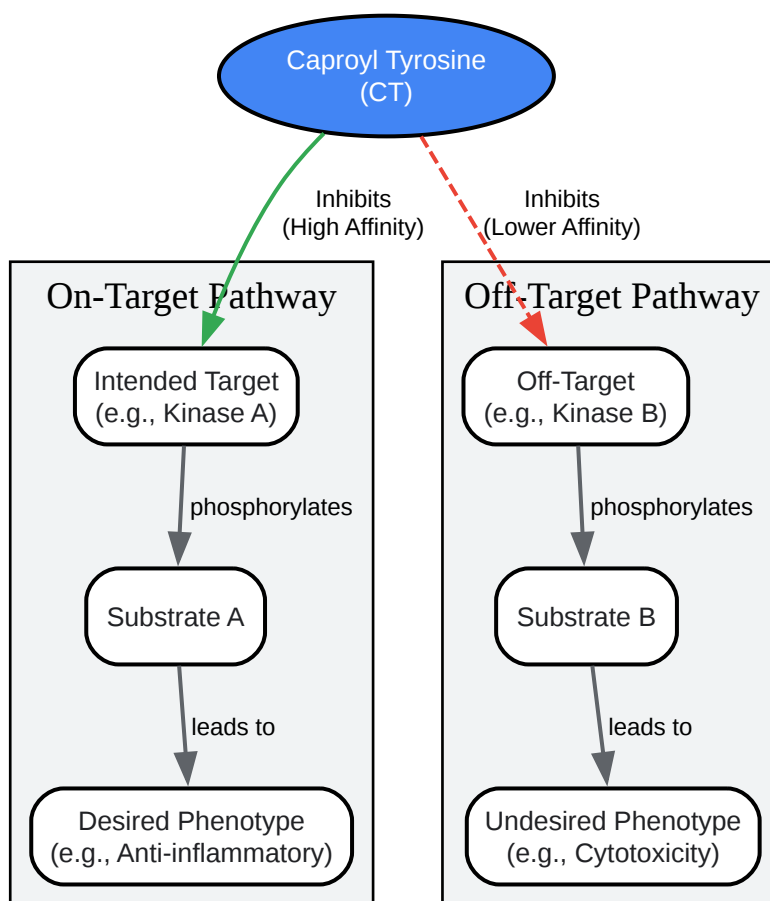 Caproyl Tyrosine
(CT)
Inhibits
(High Affinity)
Inhibits
(Lower Affinity)
On-Target Pathway
Intended Target
(e.g., Kinase A)
phosphorylates
Substrate A
leads to
Desired Phenotype
(e.g., Anti-inflammatory)
Off-Target Pathway
Off-Target
(e.g., Kinase B)
phosphorylates
Substrate B
leads to
Undesired Phenotype
(e.g., Cytotoxicity)